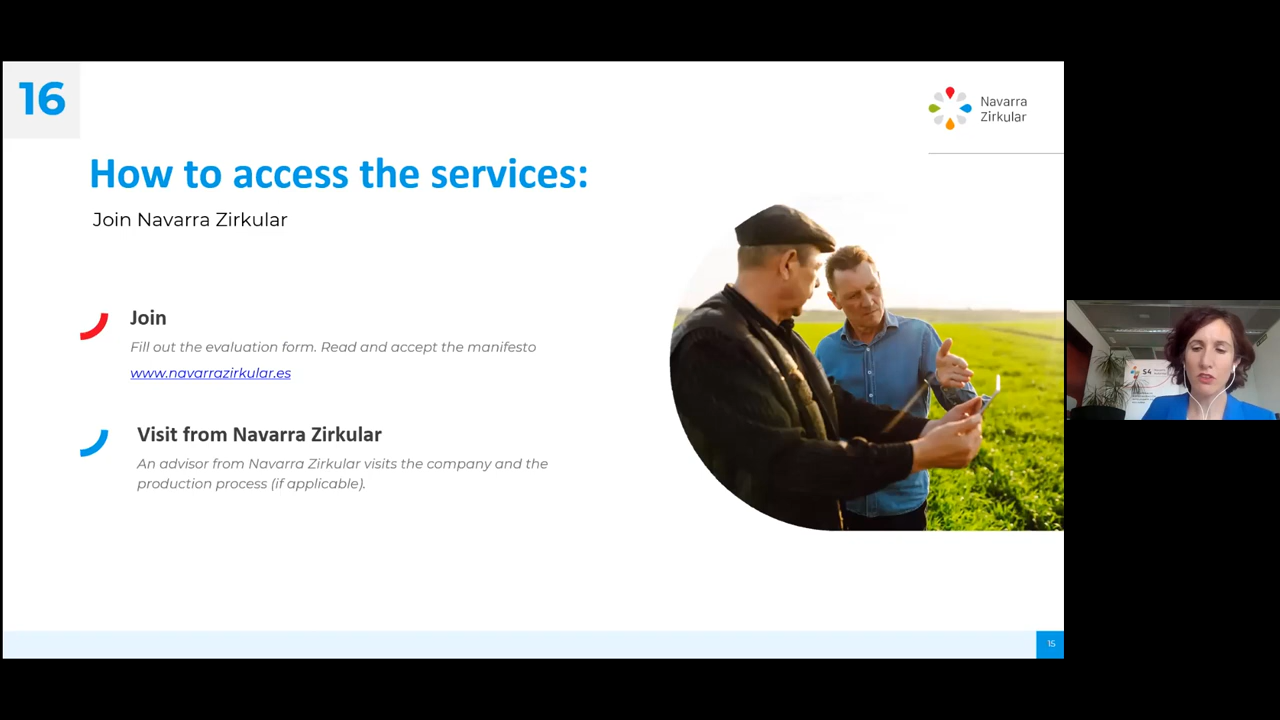 16
Navarra
Zirkular
How to access the services:
Join Navarra Zirkular
Join
Fill out the evaluation form. Read and accept the manifesto
www.navarrazirkular.es
Visit from Navarra Zirkular
An advisor from Navarra Zirkular visits the company and the
production process (if applicable).
S4
15